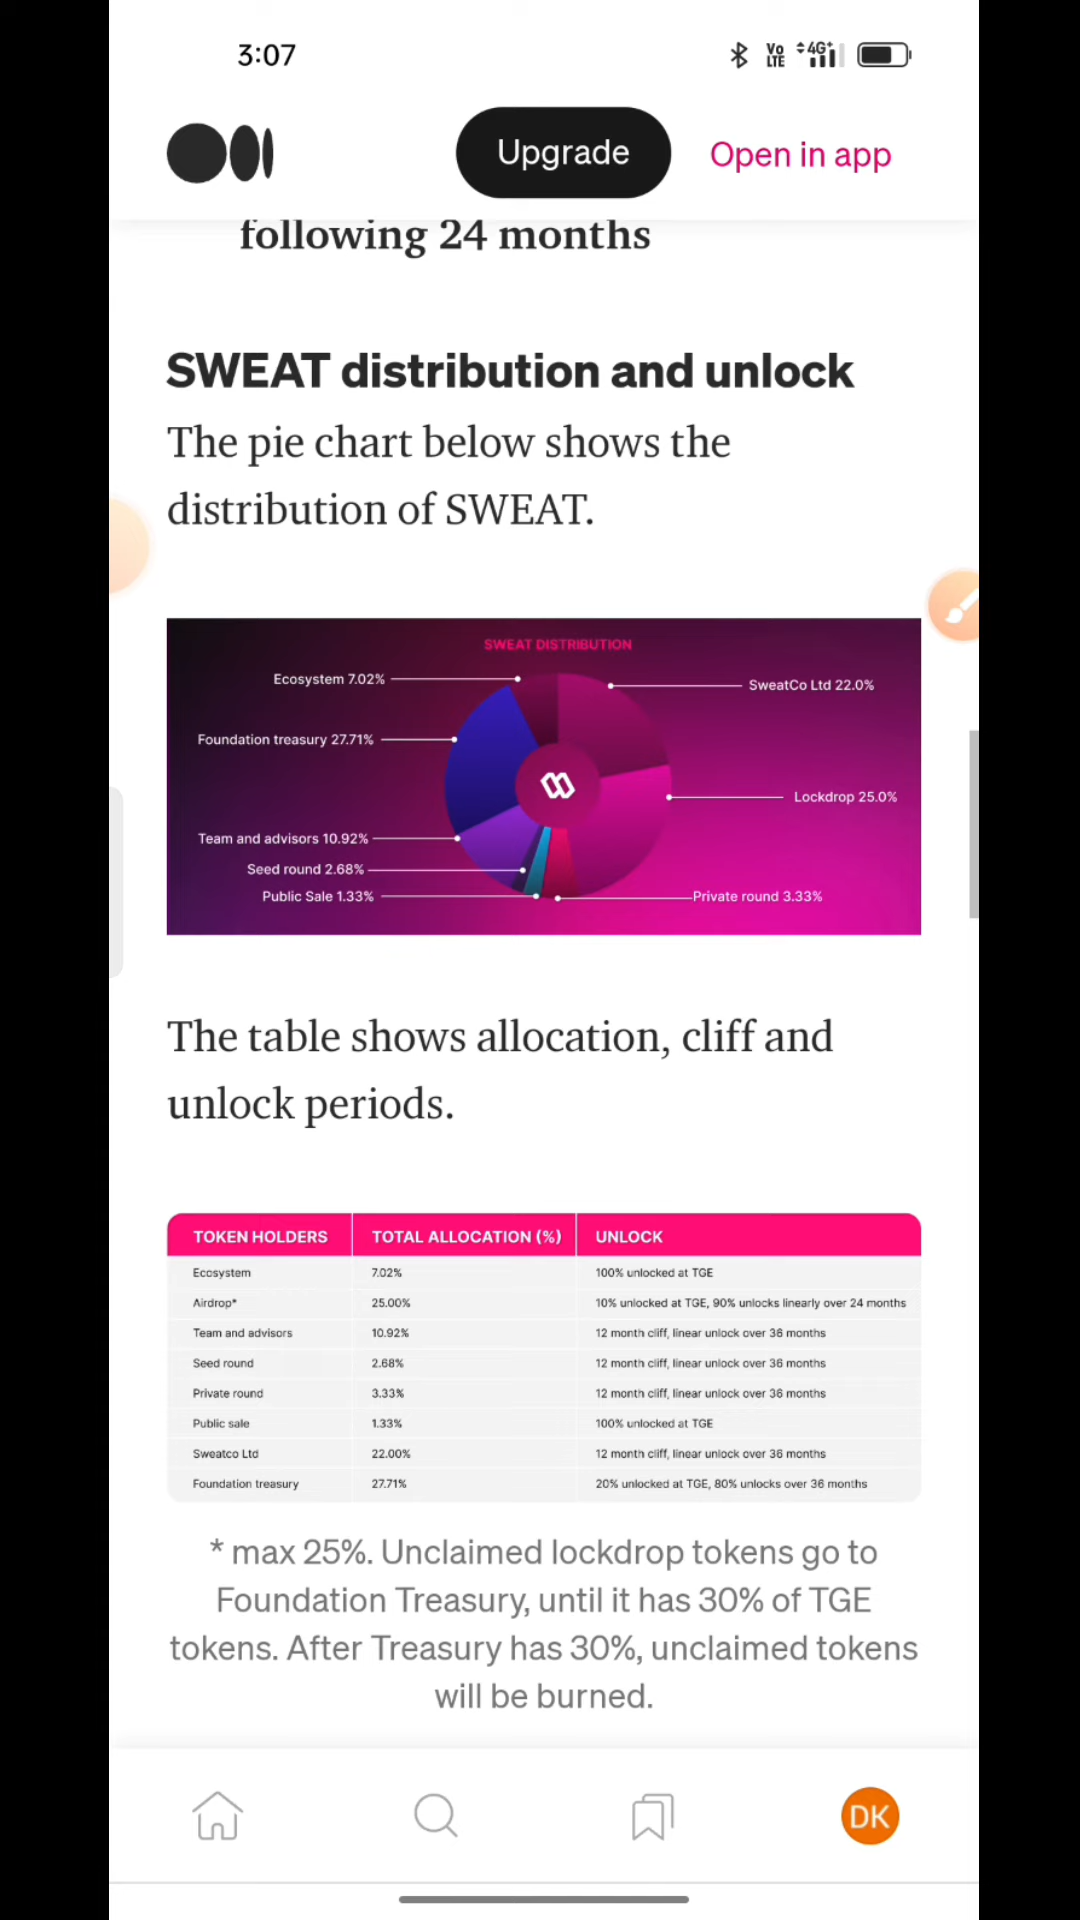 3:07
Vo LTE 4G+
Upgrade
Open in app
following 24 months
SWEAT distribution and unlock
The pie chart below shows the
distribution of SWEAT.
SWEAT DISTRIBUTION
Ecosystem 7.02%
SweatCo Ltd 22.0%
Foundation treasury 27.71%
Lockdrop 25.0%
Team and advisors 10.92%
Seed round 2.68%
Public Sale 1.33%
Private round 3.33%
The table shows allocation, cliff and
unlock periods.
TOKEN HOLDERS TOTAL ALLOCATION (%) UNLOCK
Ecosystem 7.02% 100% unlocked at TGE
Airdrop* 25.00% 10% unlocked at TGE, 90% unlocks linearly over 24 months
Team and advisors 10.92% 12 month cliff, linear unlock over 36 months
Seed round 2.68% 12 month cliff, linear unlock over 36 months
Private round 3.33% 12 month cliff, linear unlock over 36 months
Public sale 1.33% 100% unlocked at TGE
Sweatco Ltd 22.00% 12 month cliff, linear unlock over 36 months
Foundation treasury 27.71% 20% unlocked at TGE, 80% unlocks over 36 months
* max 25%. Unclaimed lockdrop tokens go to
Foundation Treasury, until it has 30% of TGE
tokens. After Treasury has 30%, unclaimed tokens
will be burned.
DK